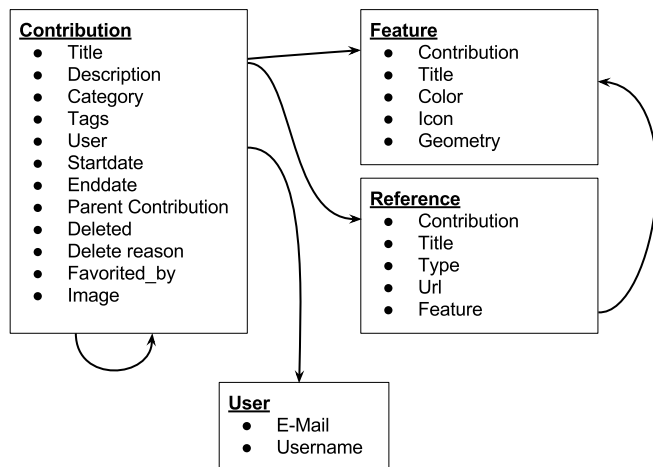 Contribution
● Title
● Description
● Category
● Tags
● User
● Startdate
● Enddate
● Parent Contribution
● Deleted
● Delete reason
● Favorited_by
● Image
Feature
● Contribution
● Title
● Color
● Icon
● Geometry
Reference
● Contribution
● Title
● Type
● Url
● Feature
User
● E-Mail
● Username